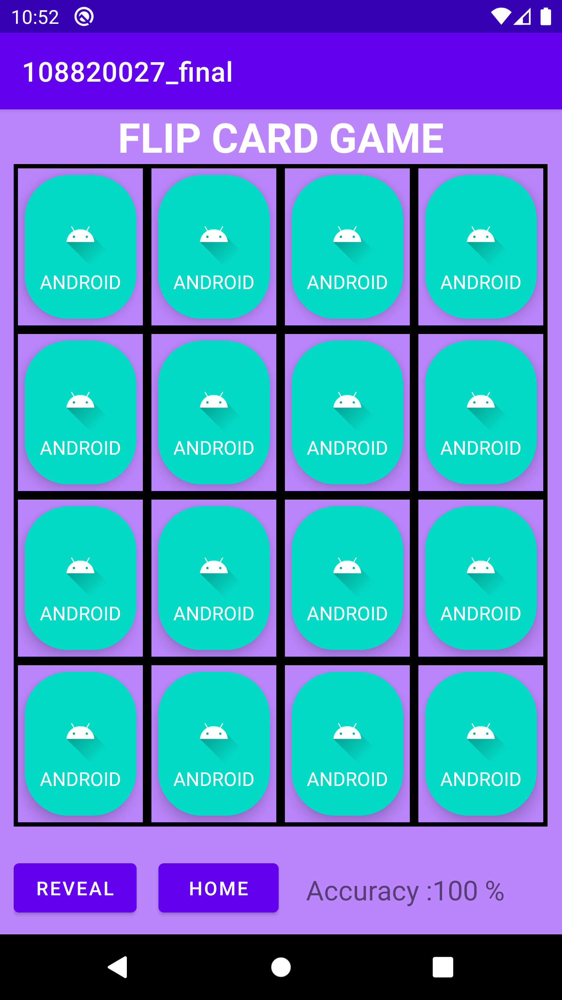 10:52
108820027_final
FLIP CARD GAME
ANDROID ANDROID ANDROID ANDROID
ANDROID ANDROID ANDROID ANDROID
ANDROID ANDROID ANDROID ANDROID
ANDROID ANDROID ANDROID ANDROID
REVEAL HOME Accuracy :100 %